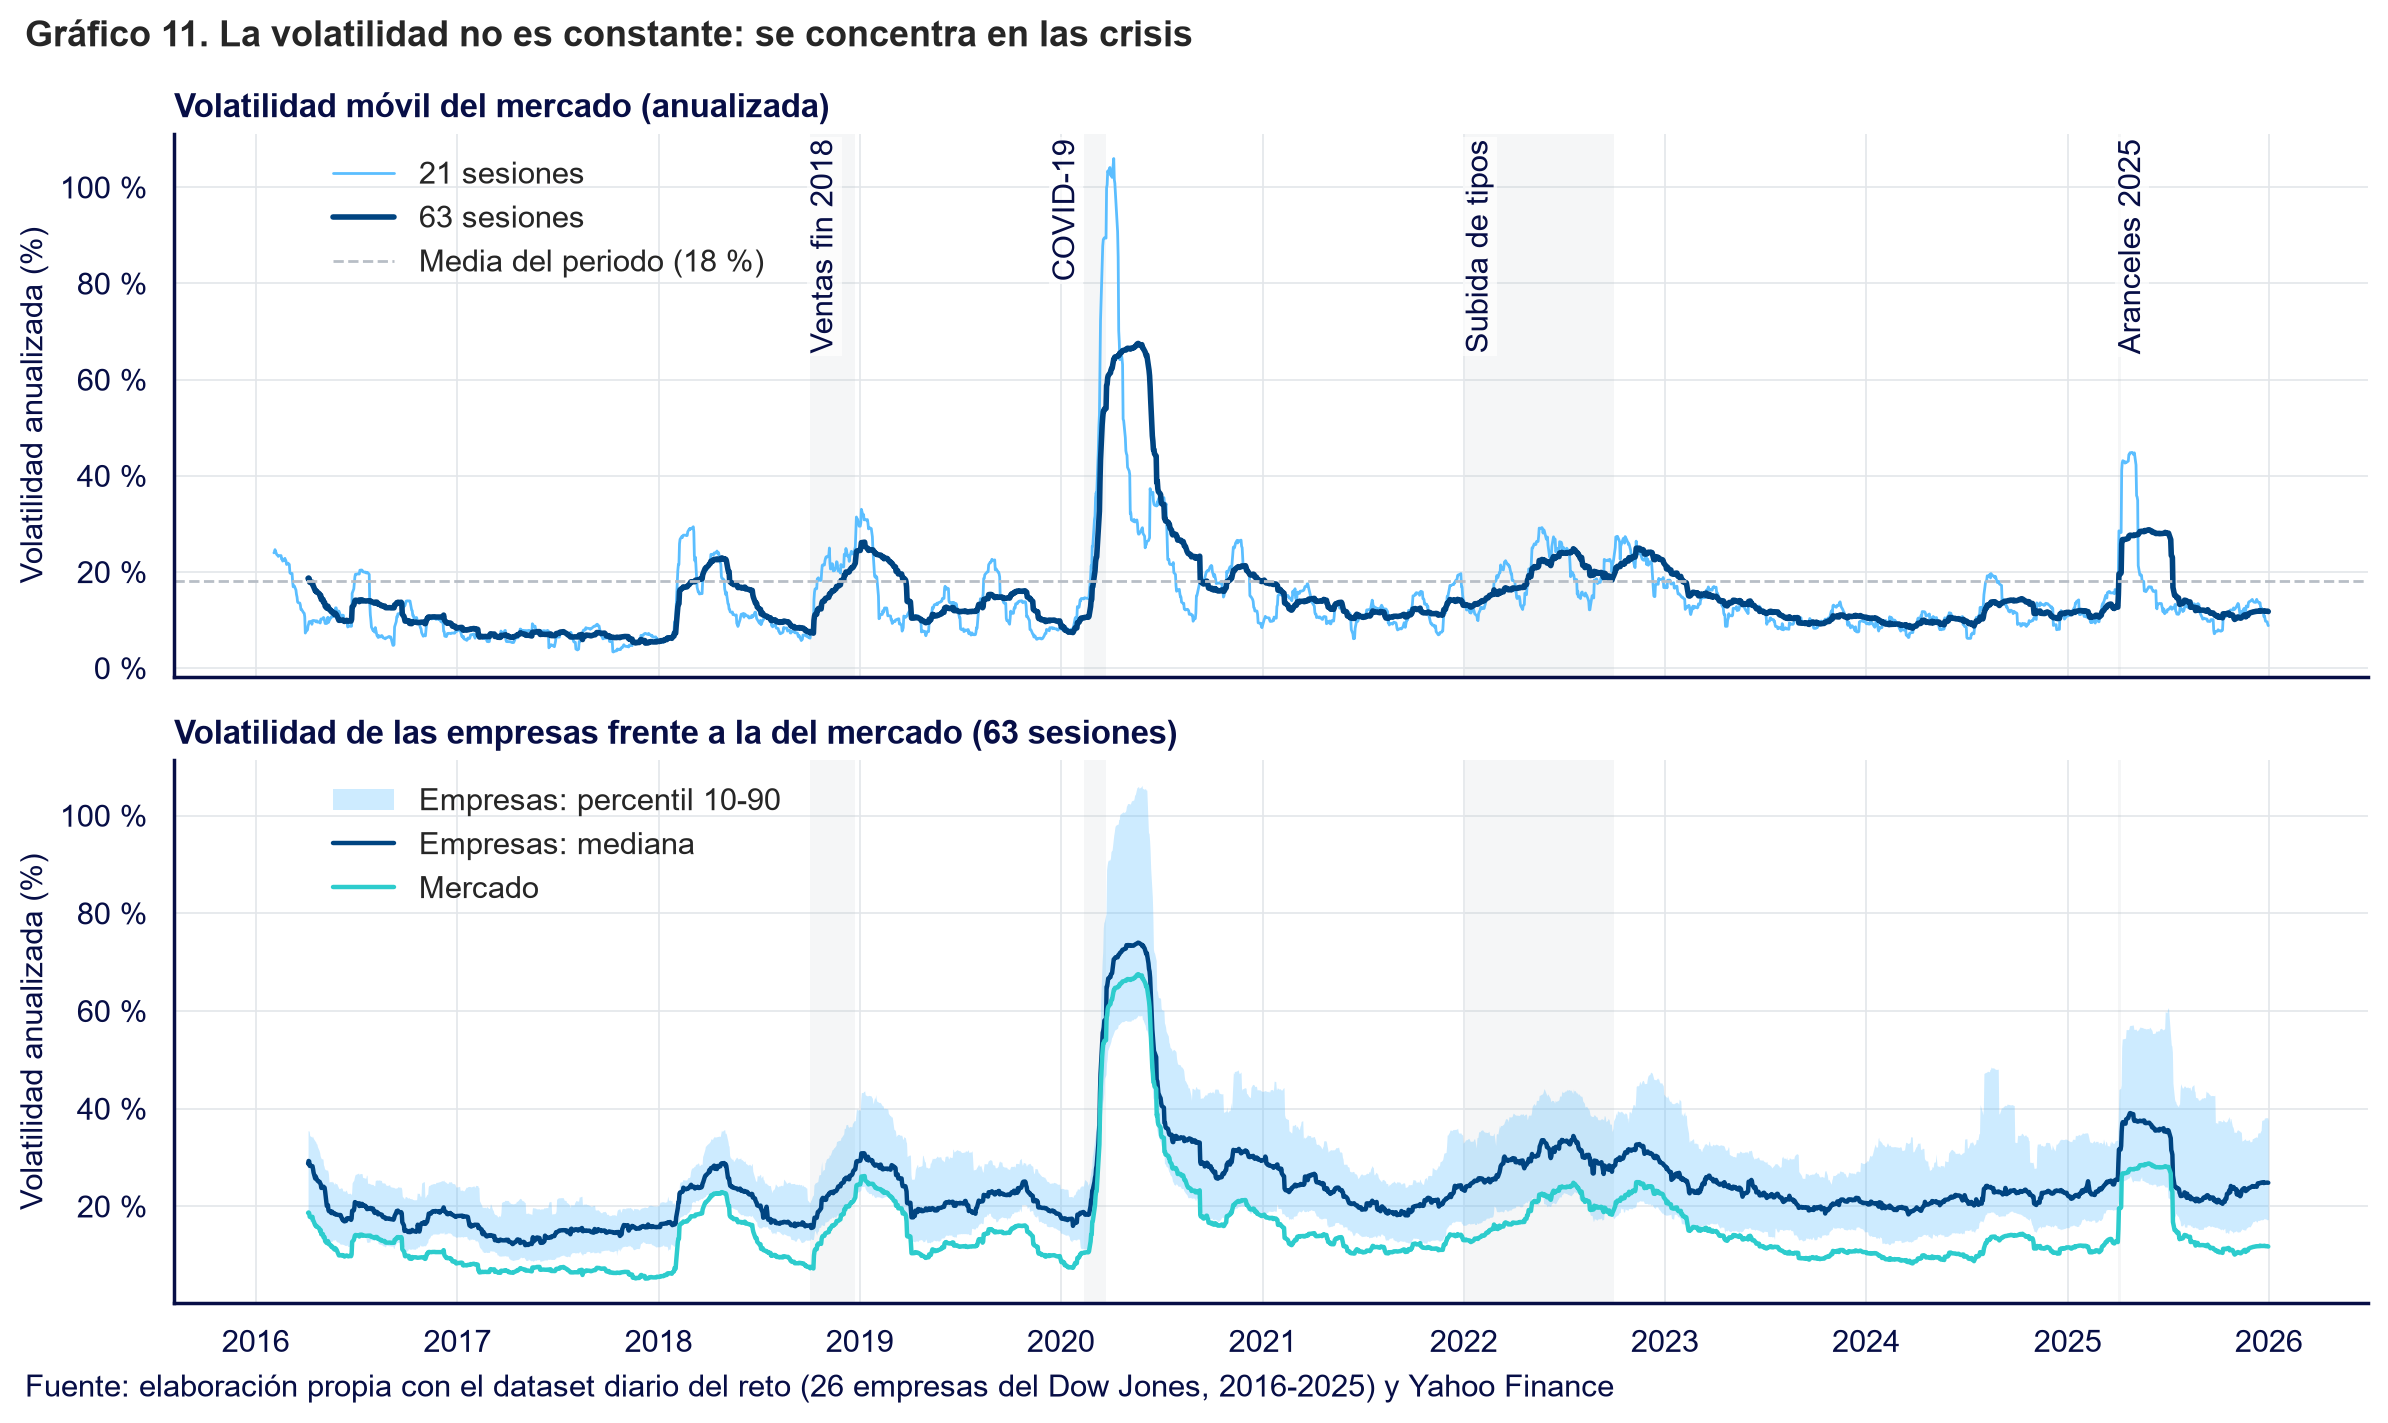 Gráfico 11. La volatilidad no es constante: se concentra en las crisis
Volatilidad móvil del mercado (anualizada)
Volatilidad anualizada (%)
100 %
80 %
60 %
40 %
20 %
0 %
21 sesiones
63 sesiones
Media del periodo (18 %)
Ventas fin 2018
COVID-19
Subida de tipos
Aranceles 2025
Volatilidad de las empresas frente a la del mercado (63 sesiones)
Volatilidad anualizada (%)
100 %
80 %
60 %
40 %
20 %
Empresas: percentil 10-90
Empresas: mediana
Mercado
2016 2017 2018 2019 2020 2021 2022 2023 2024 2025 2026
Fuente: elaboración propia con el dataset diario del reto (26 empresas del Dow Jones, 2016-2025) y Yahoo Finance